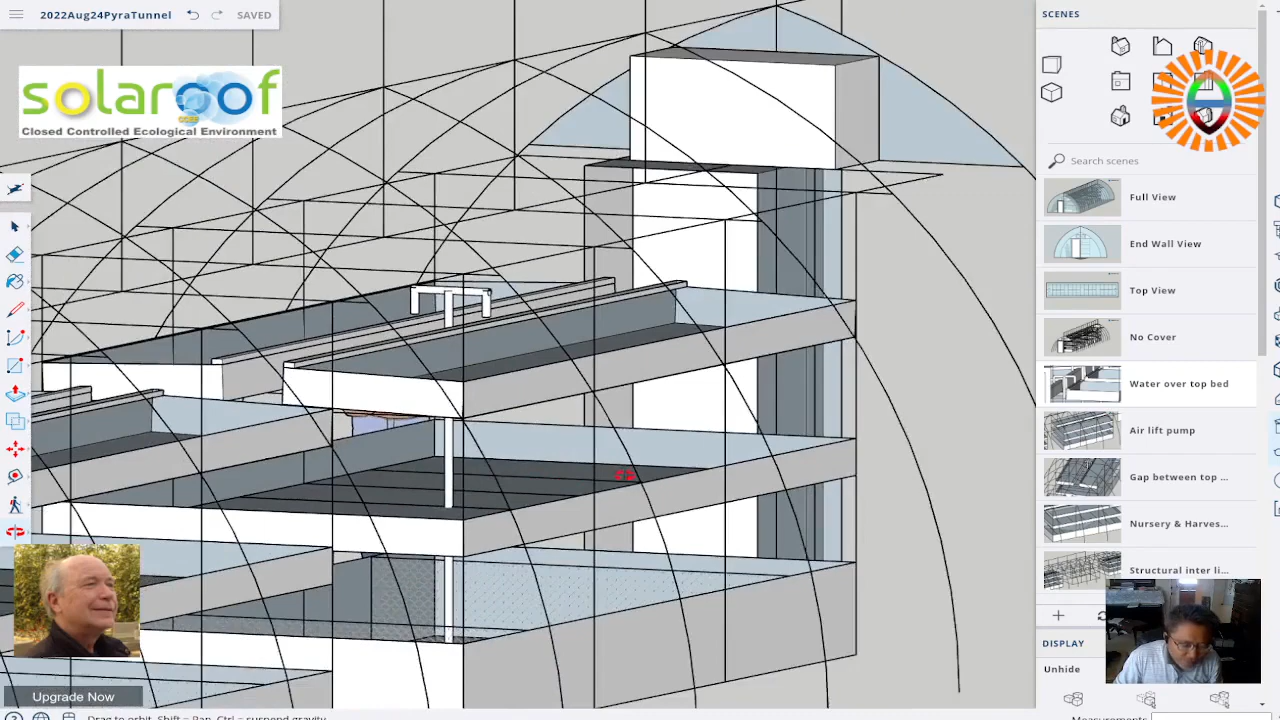 2022Aug24PyraTunnel
SAVED
solaroof
CCEE
Closed Controlled Ecological Environment
SCENES
Search scenes
Full View
End Wall View
Top View
No Cover
Water over top bed
Air lift pump
Gap between top ...
Nursery & Harves...
Structural inter li...
DISPLAY
Unhide
Measurements
Upgrade Now
Drag to orbit. Shift = Pan, Ctrl = suspend gravity